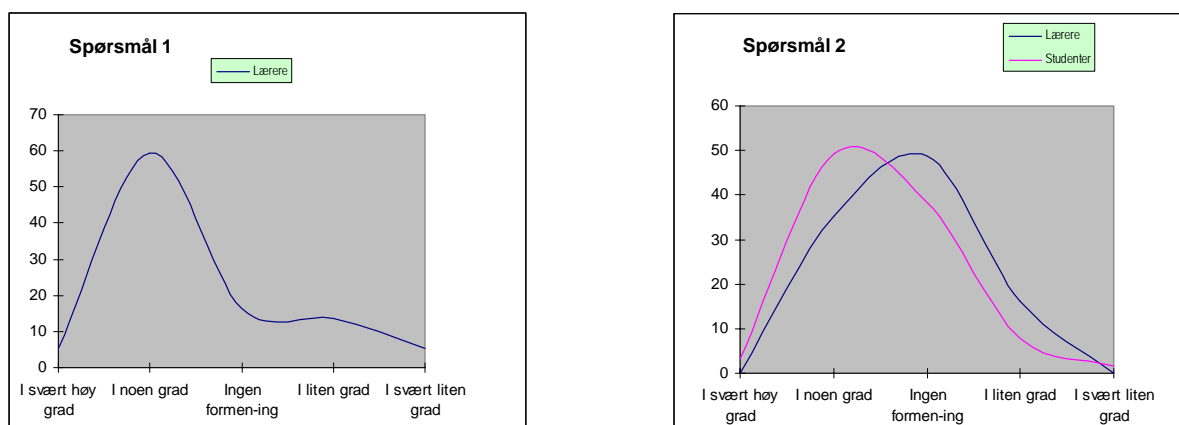 Spørsmål 1
Lærere
70
60
50
40
30
20
10
0
I svært høy
grad
I noen grad
Ingen
formen-ing
I liten grad
I svært liten
grad
Spørsmål 2
Lærere
Studenter
60
50
40
30
20
10
0
I svært høy
grad
I noen grad
Ingen
formen-ing
I liten grad
I svært liten
grad